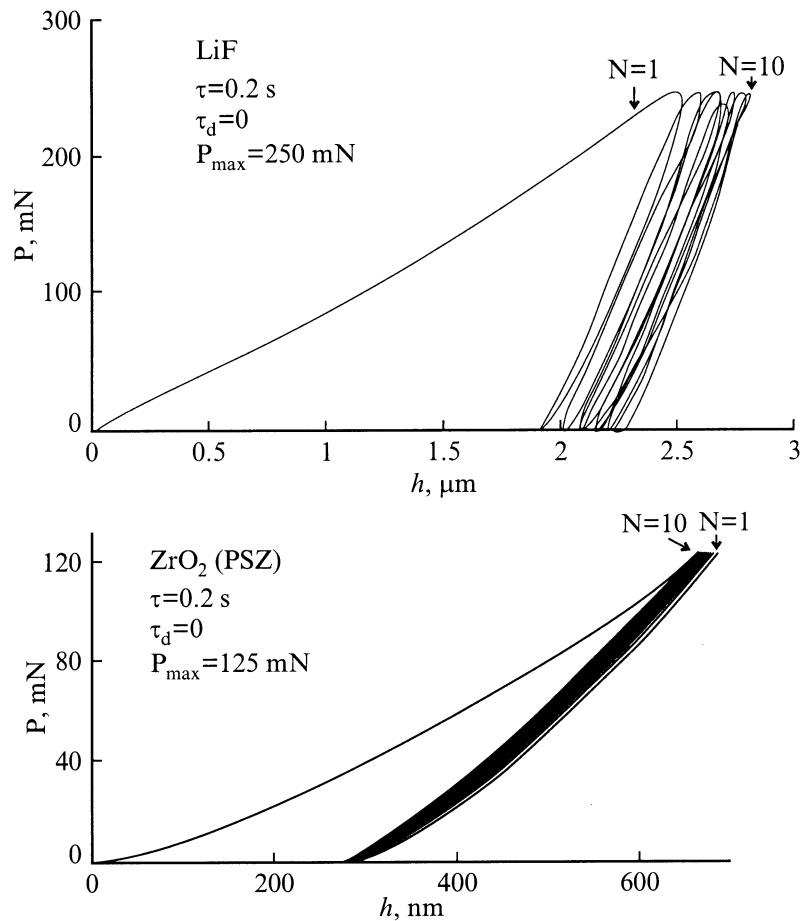 300
LiF
N=1
N=10
τ=0.2 s
τd=0
200
Pmax=250 mN
P, mN
100
0
0
0.5
1
1.5
2
2.5
3
h, μm
N=10
N=1
120
ZrO2 (PSZ)
τ=0.2 s
τd=0
Pmax=125 mN
80
P, mN
40
0
0
200
400
600
h, nm